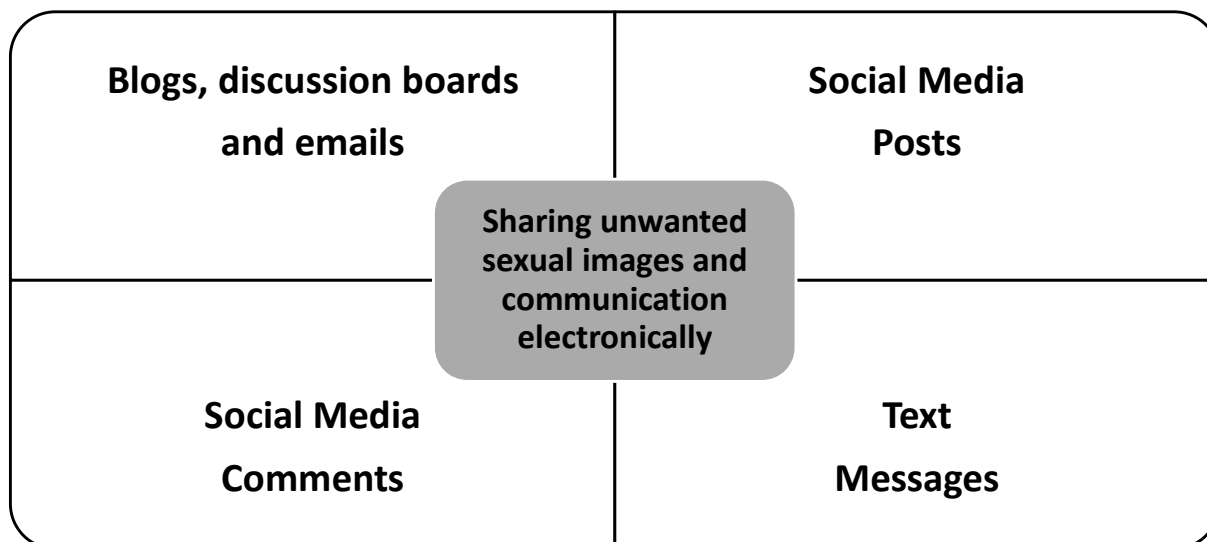 Blogs, discussion boards
and emails
Social Media
Posts
Sharing unwanted
sexual images and
communication
electronically
Social Media
Comments
Text
Messages